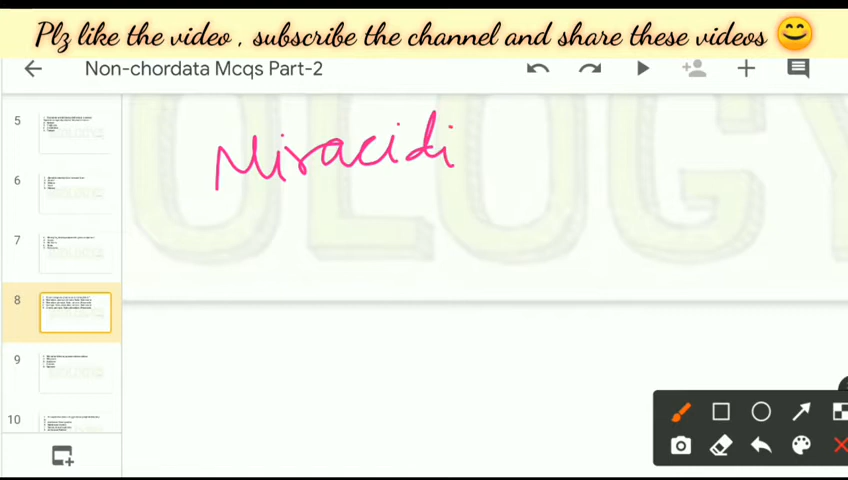 Plz like the video , subscribe the channel and share these videos 😊
Non-chordata Mcqs Part-2
5
6
7
8
9
10
Miracidi
OLOGY